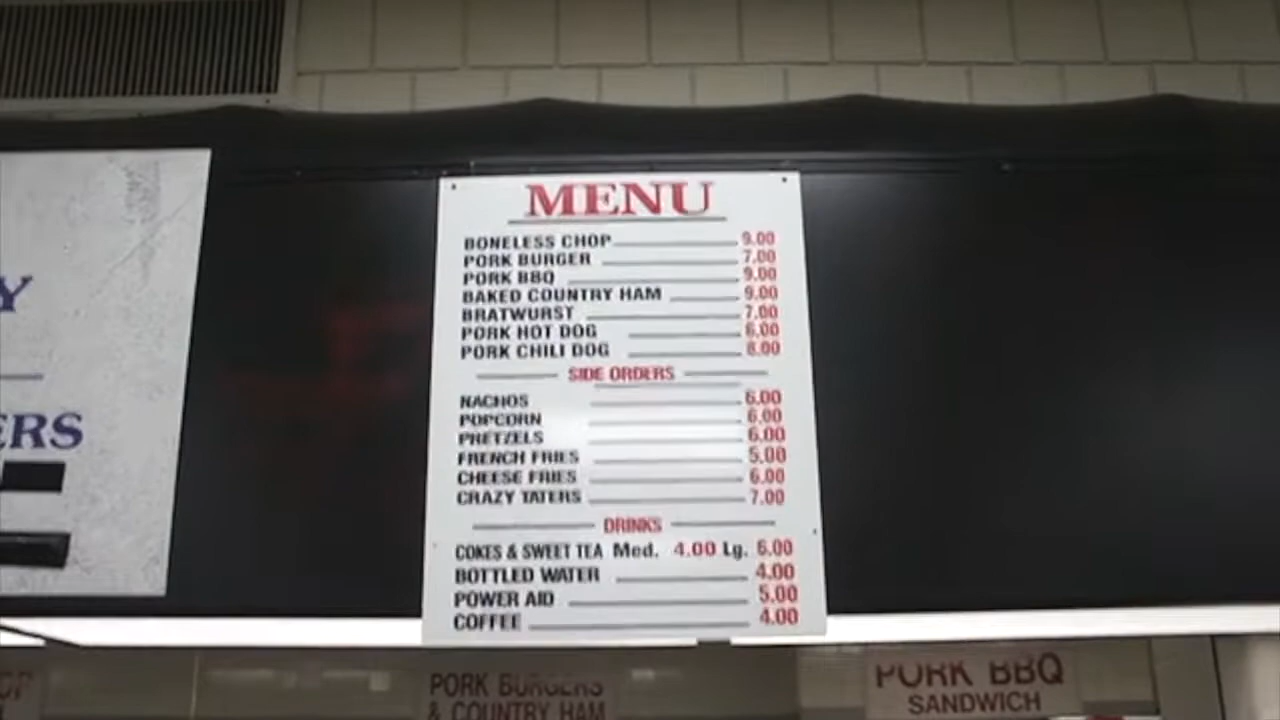 MENU
BONELESS CHOP 9.00
PORK BURGER 7.00
PORK BBQ 9.00
BAKED COUNTRY HAM 9.00
BRATWURST 7.00
PORK HOT DOG 6.00
PORK CHILI DOG 8.00
SIDE ORDERS
NACHOS 6.00
POPCORN 6.00
PRETZELS 6.00
FRENCH FRIES 5.00
CHEESE FRIES 6.00
CRAZY TATERS 7.00
DRINKS
COKES & SWEET TEA Med. 4.00 Lg. 6.00
BOTTLED WATER 4.00
POWER AID 5.00
COFFEE 4.00
Y
ERS
PORK BURGERS
& COUNTRY HAM
PORK BBQ
SANDWICH